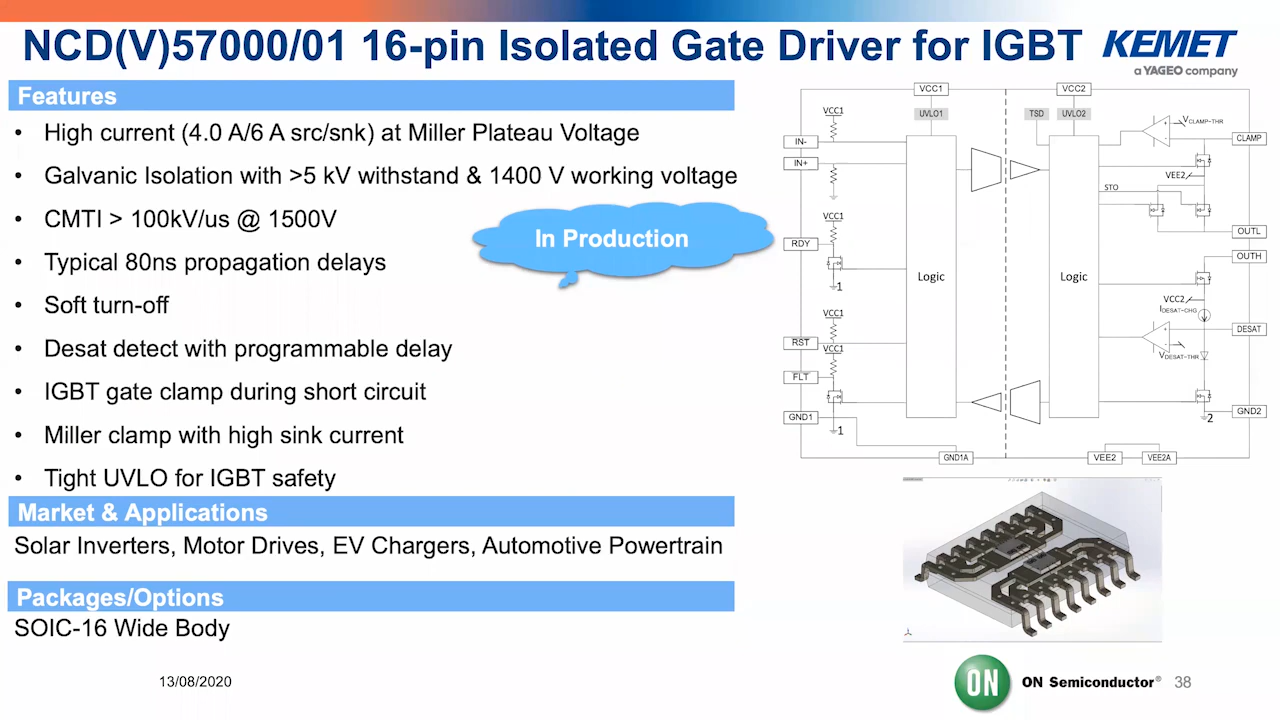 NCD(V)57000/01 16-pin Isolated Gate Driver for IGBT
KEMET
a YAGEO company
Features
• High current (4.0 A/6 A src/snk) at Miller Plateau Voltage
• Galvanic Isolation with >5 kV withstand & 1400 V working voltage
• CMTI > 100kV/us @ 1500V
• Typical 80ns propagation delays
• Soft turn-off
• Desat detect with programmable delay
• IGBT gate clamp during short circuit
• Miller clamp with high sink current
• Tight UVLO for IGBT safety
In Production
Market & Applications
Solar Inverters, Motor Drives, EV Chargers, Automotive Powertrain
Packages/Options
SOIC-16 Wide Body
VCC1
VCC2
UVLO1
TSD
UVLO2
VCC1
IN-
IN+
VCC1
RDY
1
VCC1
RST
VCC1
FLT
GND1
1
GND1A
Logic
Logic
VCLAMP-THR
CLAMP
VEE2
STO
OUTL
OUTH
VCC2
IDESAT-CHG
DESAT
VDESAT-THR
GND2
2
VEE2
VEE2A
13/08/2020
ON
ON Semiconductor®
38